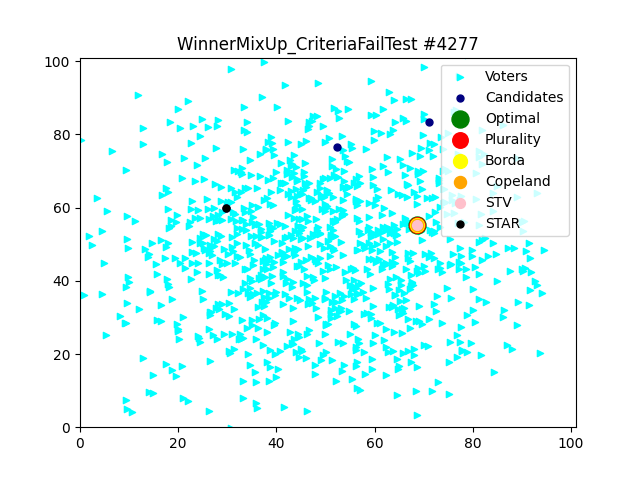 WinnerMixUp_CriteriaFailTest #4277
100
80
60
40
20
0
0 20 40 60 80 100
Voters
Candidates
Optimal
Plurality
Borda
Copeland
STV
STAR